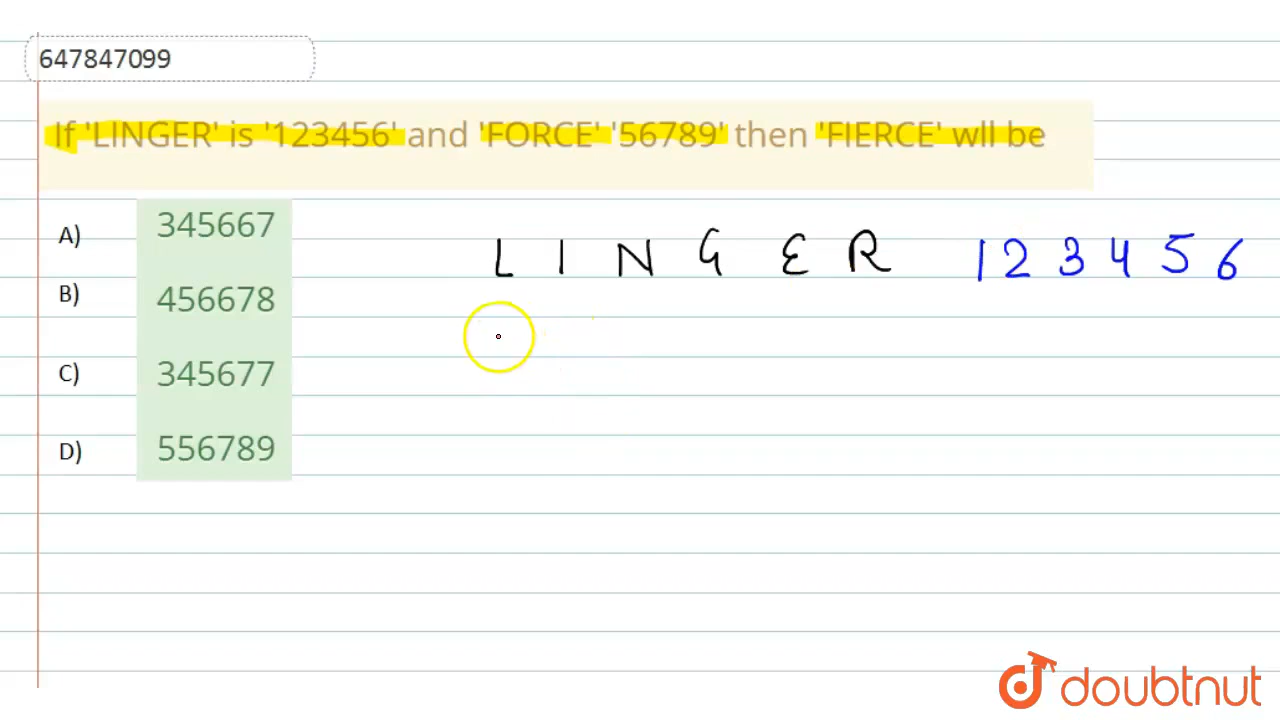 647847099
If 'LINGER' is '123456' and 'FORCE' '56789' then 'FIERCE' wll be
A) 345667
L I N G E R 1 2 3 4 5 6
B) 456678
C) 345677
D) 556789
doubtnut